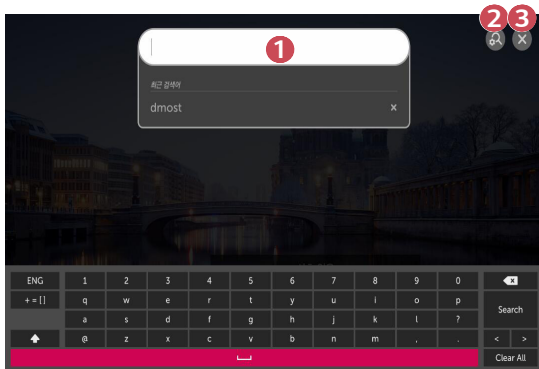 2 3
1
최근 검색어
dmost ×
ENG 1 2 3 4 5 6 7 8 9 0
+ = [ ] q w e r t y u i o p Search
a s d f g h j k l ?
@ z x c v b n m , . < >
Clear All